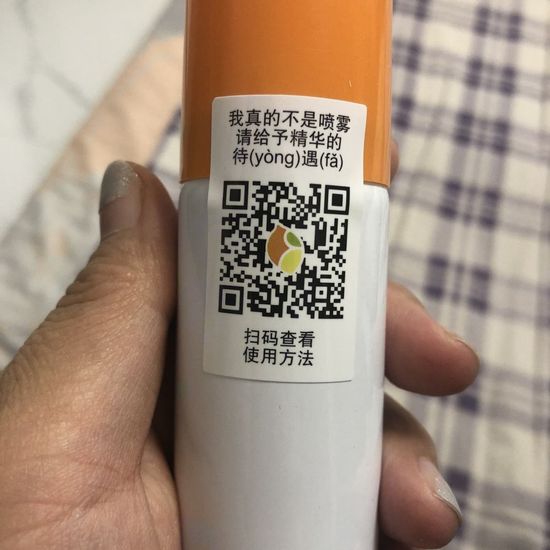 我真的不是喷雾
请给予精华的
待(yòng)遇(fǎ)
扫码查看
使用方法